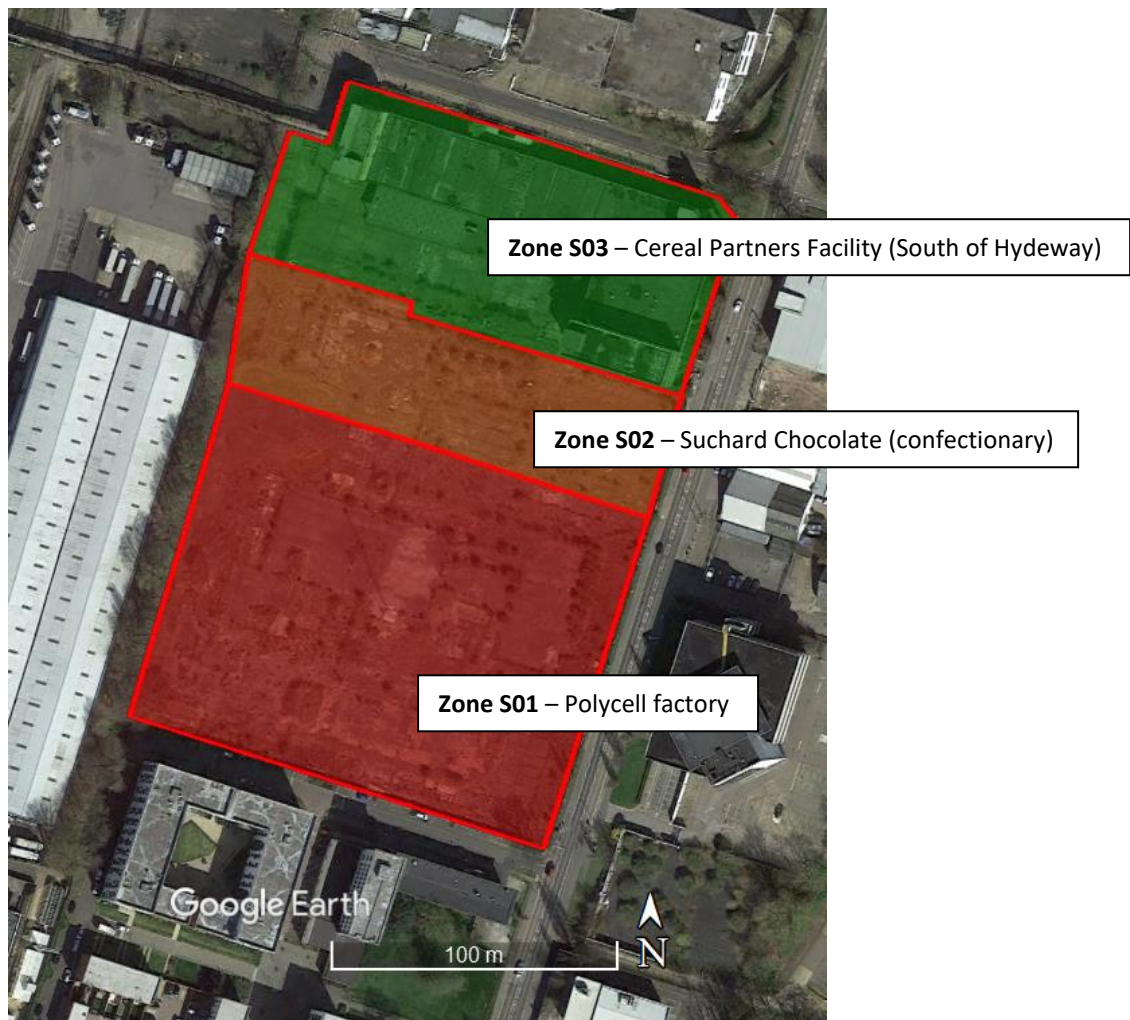 Zone S03 – Cereal Partners Facility (South of Hydeway)
Zone S02 – Suchard Chocolate (confectionary)
Zone S01 – Polycell factory
Google Earth
100 m
N